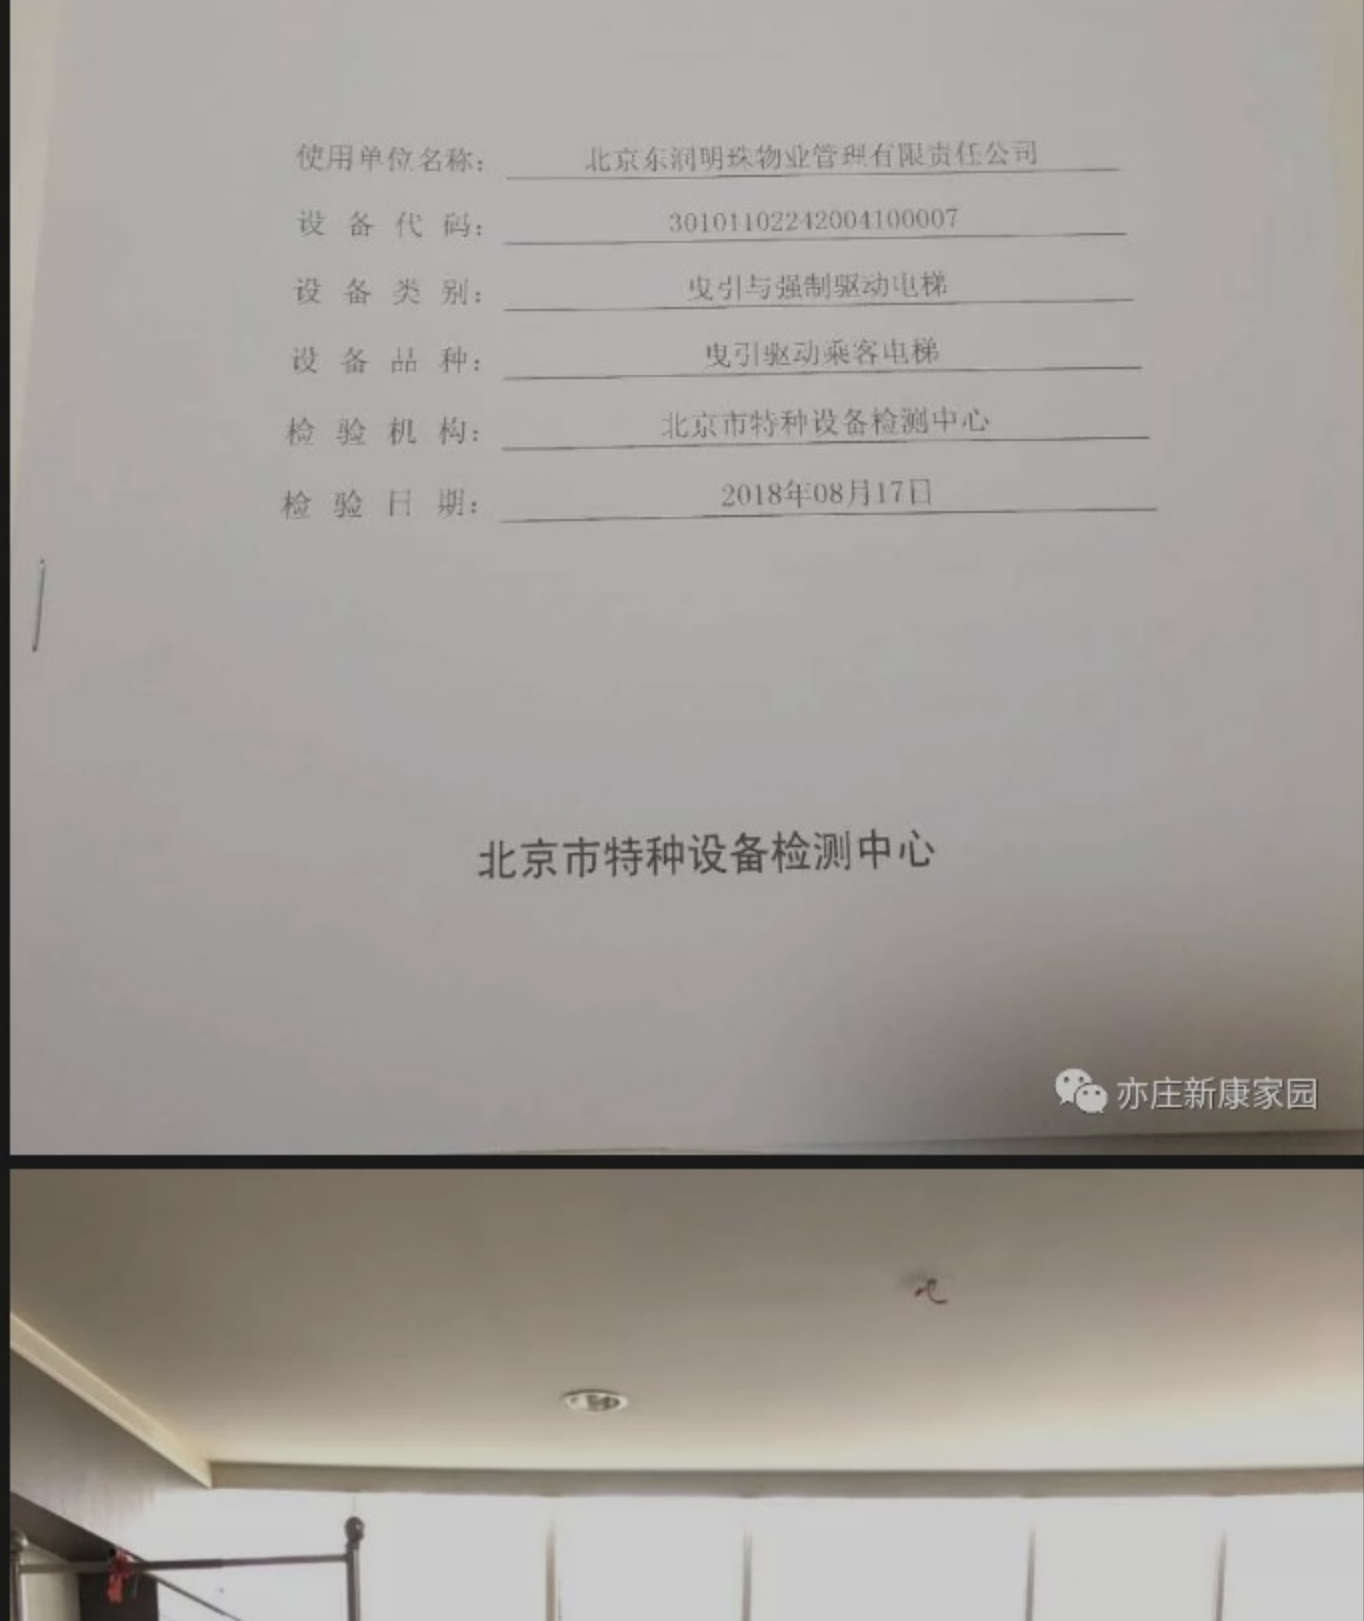 使用单位名称： 北京东润明珠物业管理有限责任公司
设备代码： 30101102242004100007
设备类别： 曳引与强制驱动电梯
设备品种： 曳引驱动乘客电梯
检验机构： 北京市特种设备检测中心
检验日期： 2018年08月17日
北京市特种设备检测中心
亦庄新康家园